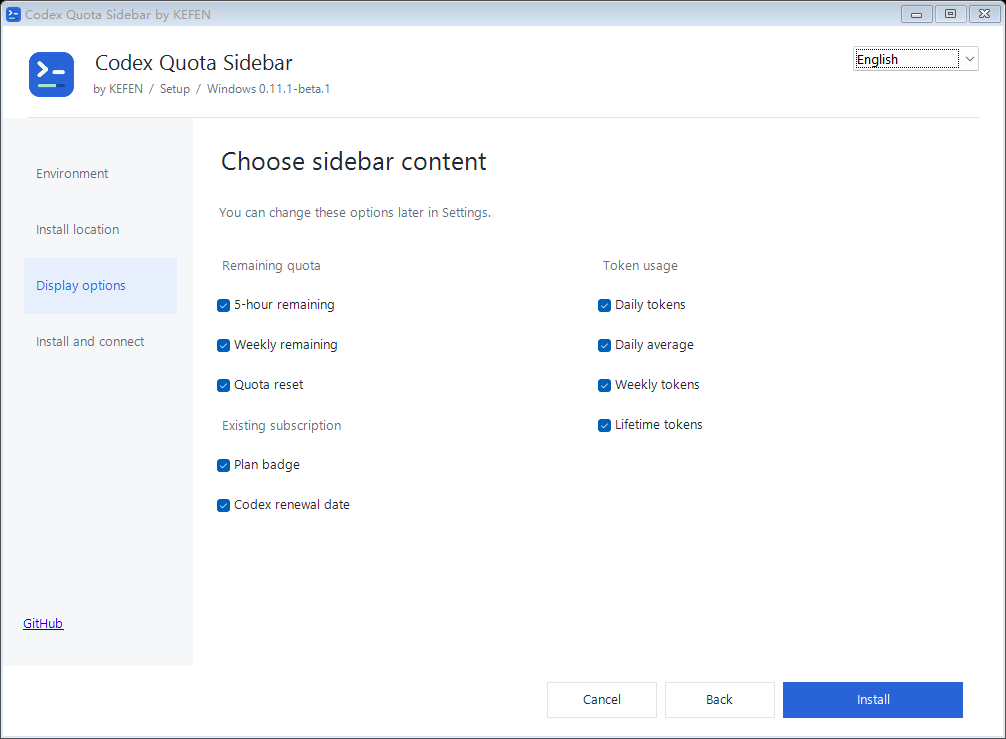 Codex Quota Sidebar by KEFEN
Codex Quota Sidebar
by KEFEN / Setup / Windows 0.11.1-beta.1
English
Environment
Install location
Display options
Install and connect
GitHub
Choose sidebar content
You can change these options later in Settings.
Remaining quota
5-hour remaining
Weekly remaining
Quota reset
Existing subscription
Plan badge
Codex renewal date
Token usage
Daily tokens
Daily average
Weekly tokens
Lifetime tokens
Cancel
Back
Install